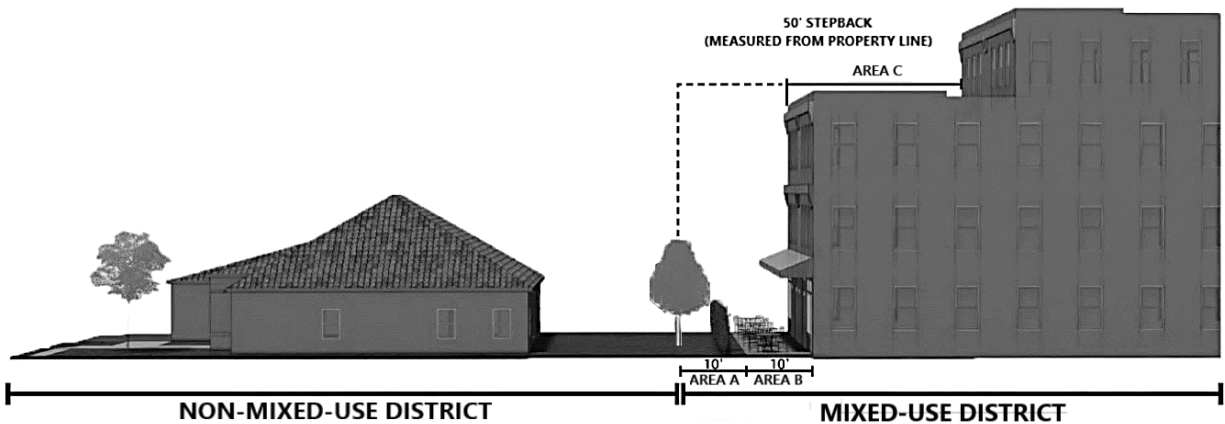 50' STEPBACK
(MEASURED FROM PROPERTY LINE)
AREA C
10' 10'
AREA A AREA B
NON-MIXED-USE DISTRICT
MIXED-USE DISTRICT